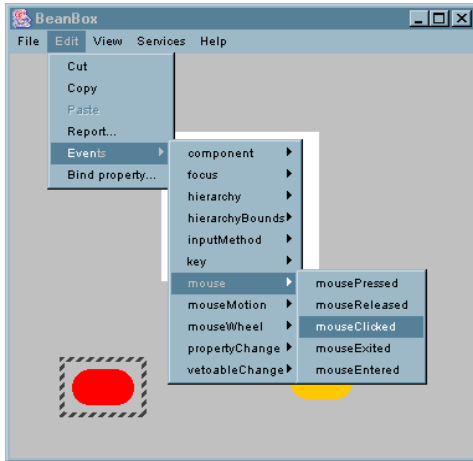 BeanBox
File Edit View Services Help
Cut
Copy
Paste
Report...
Events
Bind property...
component
focus
hierarchy
hierarchyBounds
inputMethod
key
mouse
mouseMotion
mouseWheel
propertyChange
vetoableChange
mousePressed
mouseReleased
mouseClicked
mouseExited
mouseEntered